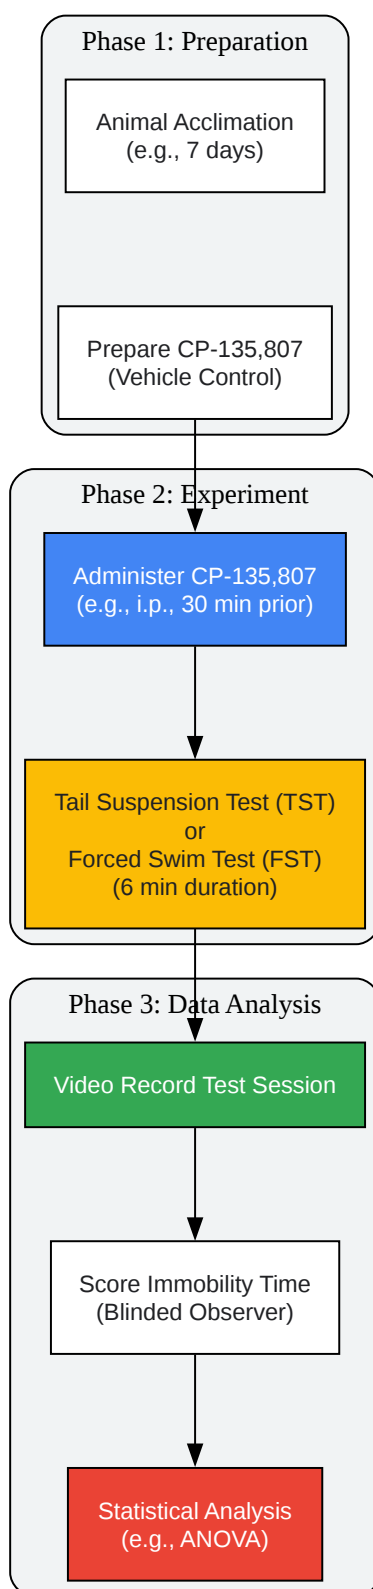 Phase 1: Preparation
Animal Acclimation
(e.g., 7 days)
Prepare CP-135,807
(Vehicle Control)
Phase 2: Experiment
Administer CP-135,807
(e.g., i.p., 30 min prior)
Tail Suspension Test (TST)
or
Forced Swim Test (FST)
(6 min duration)
Phase 3: Data Analysis
Video Record Test Session
Score Immobility Time
(Blinded Observer)
Statistical Analysis
(e.g., ANOVA)